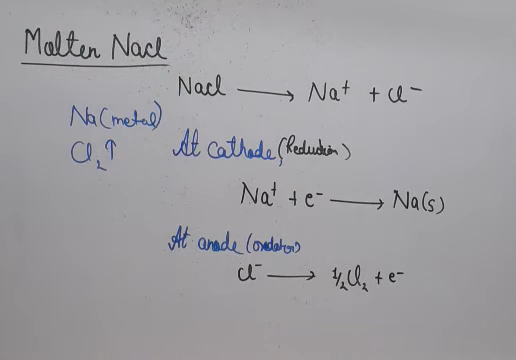 Molten Nacl
Nacl ⟶ Na⁺ + Cl⁻
Na(metal)
Cl₂↑
At cathode (Reduction)
Na⁺ + e⁻ ⟶ Na(s)
At anode (oxidation)
Cl⁻ ⟶ ½Cl₂ + e⁻